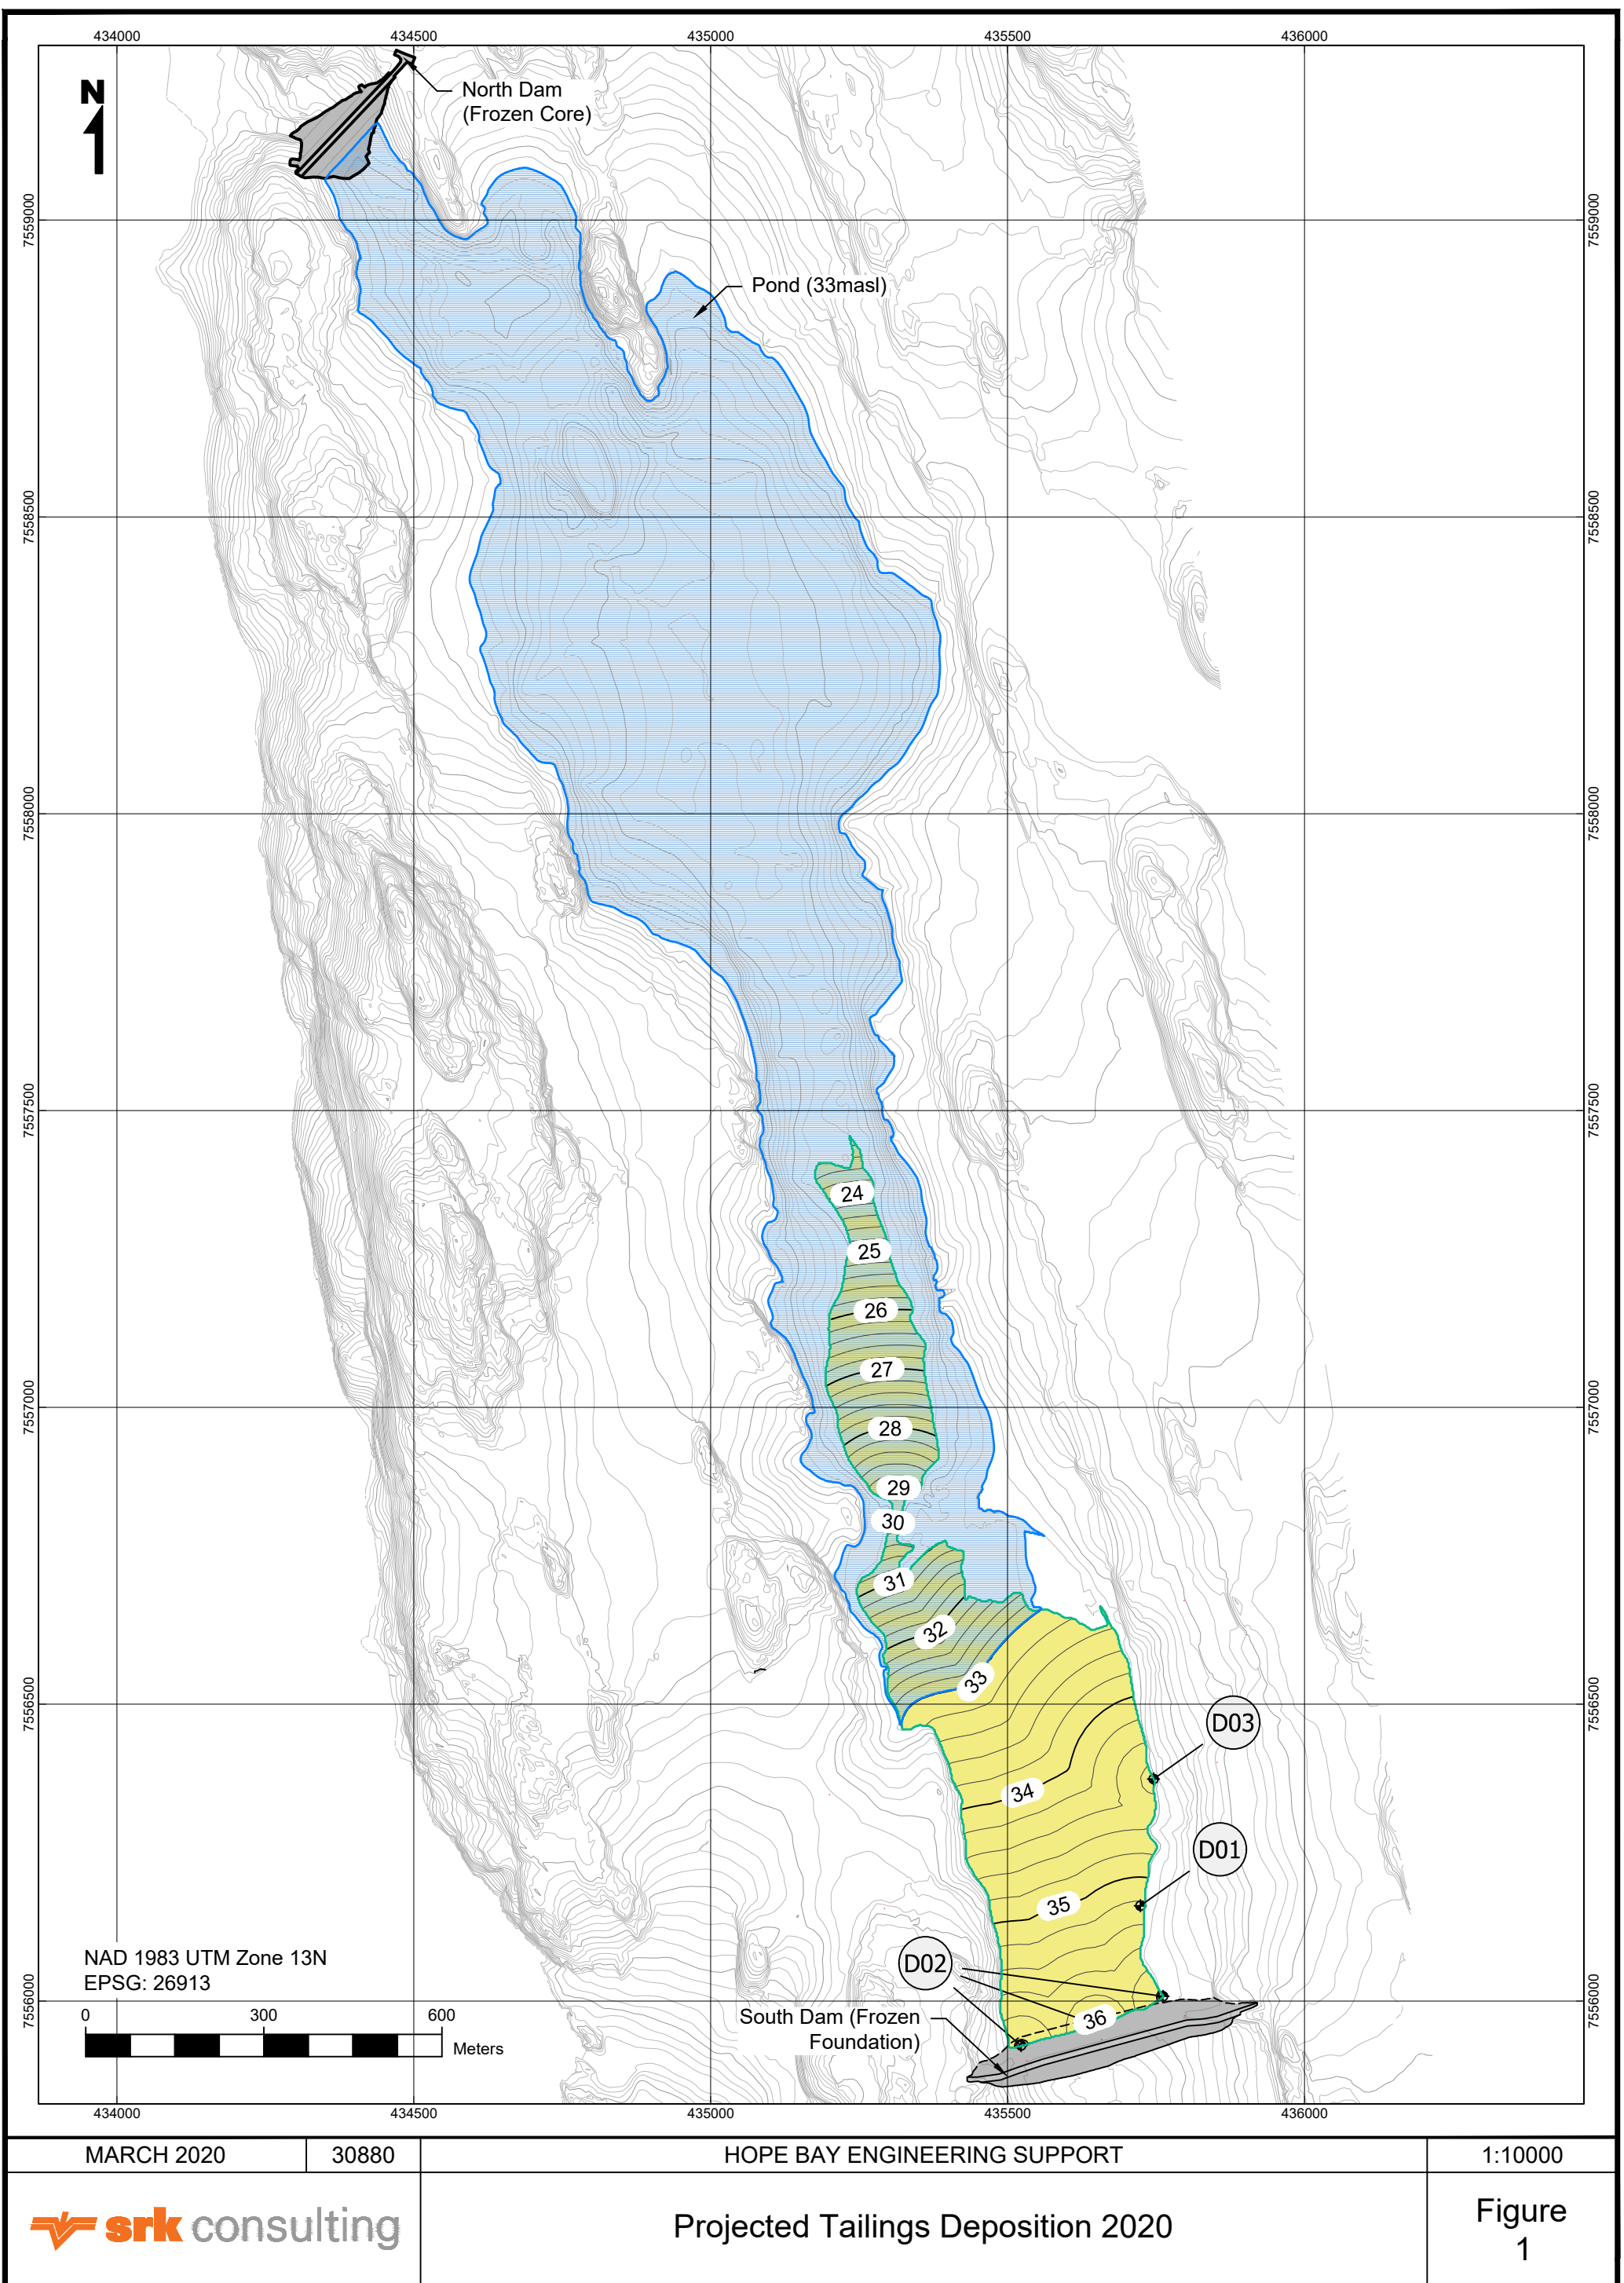 434000 434500 435000 435500 436000
N
North Dam
(Frozen Core)
7559000 7559000
Pond (33masl)
7558500 7558500
7558000 7558000
7557500 7557500
24
25
26
27
7557000 7557000
28
29
30
31
32
33
7556500 7556500
D03
34
D01
35
D02
NAD 1983 UTM Zone 13N
EPSG: 26913
7556000 7556000
0 300 600
Meters
South Dam (Frozen
Foundation)
36
434000 434500 435000 435500 436000
MARCH 2020 30880 HOPE BAY ENGINEERING SUPPORT 1:10000
srk consulting
Projected Tailings Deposition 2020
Figure
1